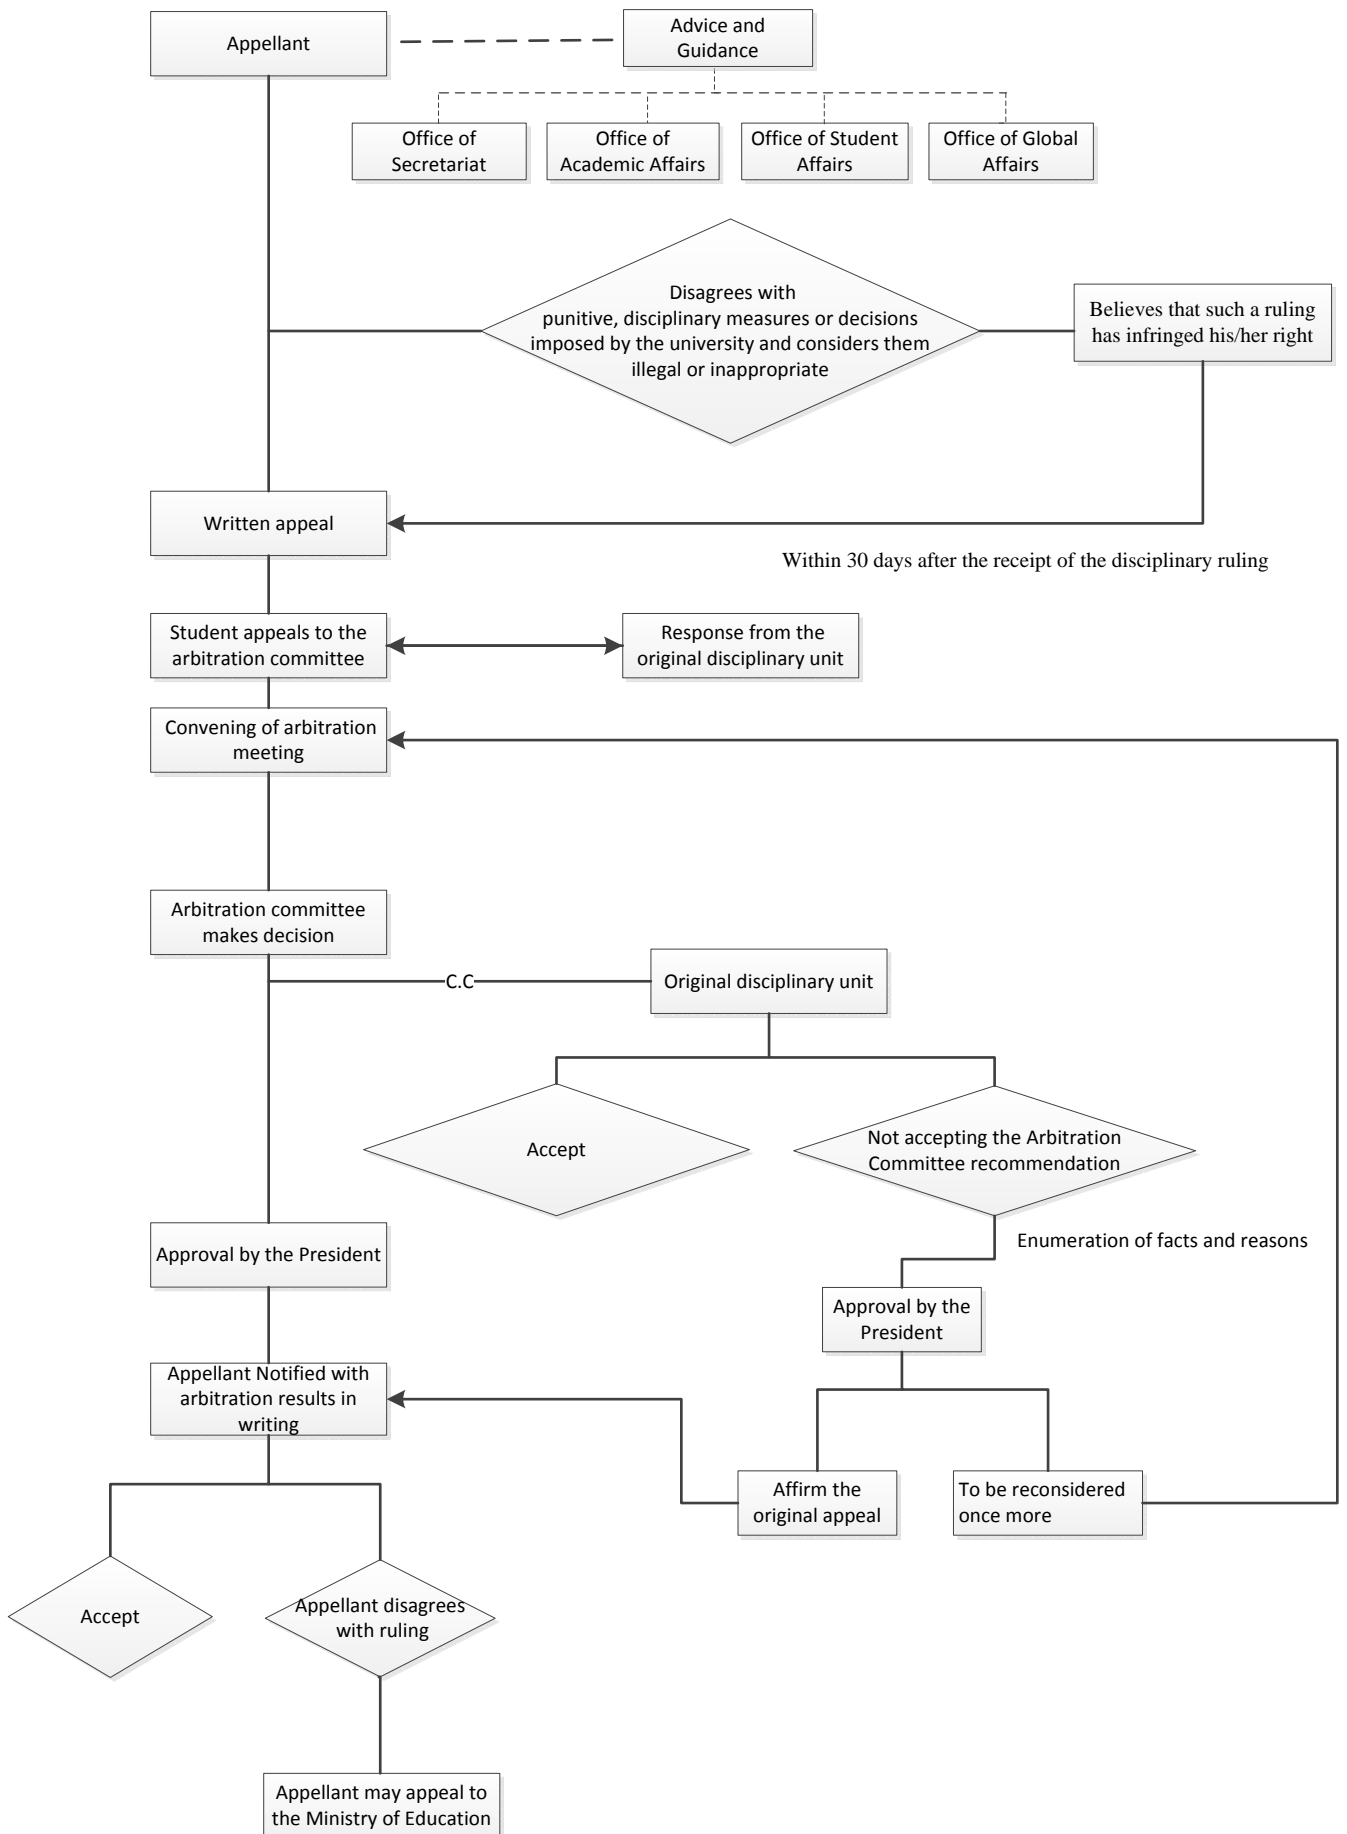 Appellant
Advice and
Guidance
Office of
Secretariat
Office of
Academic Affairs
Office of Student
Affairs
Office of Global
Affairs
Disagrees with
punitive, disciplinary measures or decisions
imposed by the university and considers them
illegal or inappropriate
Believes that such a ruling
has infringed his/her right
Written appeal
Within 30 days after the receipt of the disciplinary ruling
Student appeals to the
arbitration committee
Response from the
original disciplinary unit
Convening of arbitration
meeting
Arbitration committee
makes decision
C.C
Original disciplinary unit
Accept
Not accepting the Arbitration
Committee recommendation
Enumeration of facts and reasons
Approval by the President
Approval by the
President
Appellant Notified with
arbitration results in
writing
Affirm the
original appeal
To be reconsidered
once more
Accept
Appellant disagrees
with ruling
Appellant may appeal to
the Ministry of Education